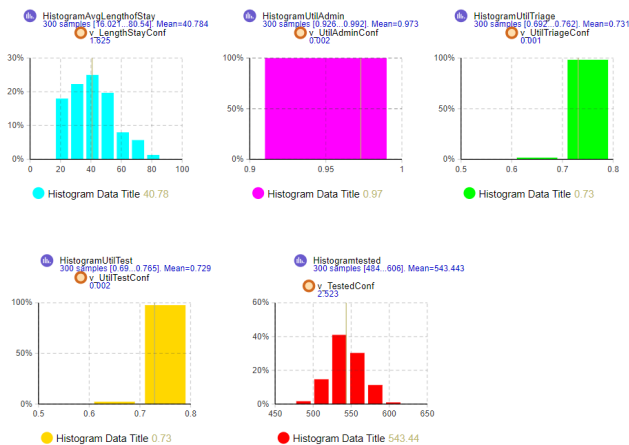 HistogramAvgLengthofStay
300 samples [16.021...80.54]. Mean=40.784
v_LengthStayConf
1.625
30%
20%
10%
0%
0 20 40 60 80 100
Histogram Data Title 40.78
HistogramUtilAdmin
300 samples [0.926...0.992]. Mean=0.973
v_UtilAdminConf
0.002
100%
50%
0%
0.9 0.95 1
Histogram Data Title 0.97
HistogramUtilTriage
300 samples [0.692...0.762]. Mean=0.731
v_UtilTriageConf
0.001
100%
50%
0%
0.5 0.6 0.7 0.8
Histogram Data Title 0.73
HistogramUtilTest
300 samples [0.69...0.765]. Mean=0.729
v_UtilTestConf
0.002
100%
50%
0%
0.5 0.6 0.7 0.8
Histogram Data Title 0.73
Histogramtested
300 samples [484...606]. Mean=543.443
v_TestedConf
2.523
60%
40%
20%
0%
450 500 550 600 650
Histogram Data Title 543.44